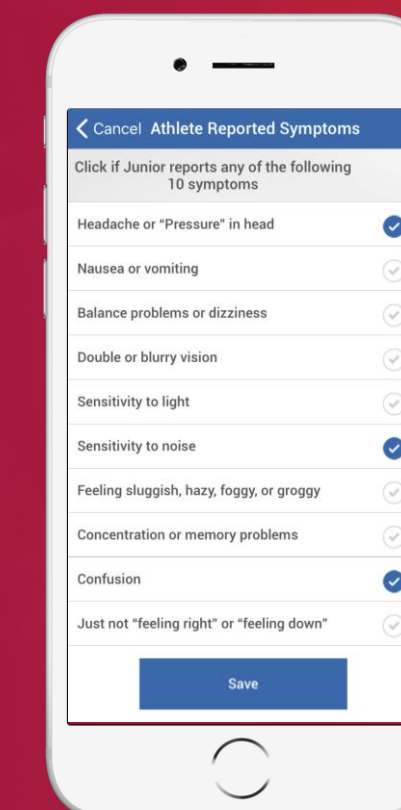 Cancel Athlete Reported Symptoms
Click if Junior reports any of the following
10 symptoms
Headache or “Pressure” in head
Nausea or vomiting
Balance problems or dizziness
Double or blurry vision
Sensitivity to light
Sensitivity to noise
Feeling sluggish, hazy, foggy, or groggy
Concentration or memory problems
Confusion
Just not “feeling right” or “feeling down”
Save